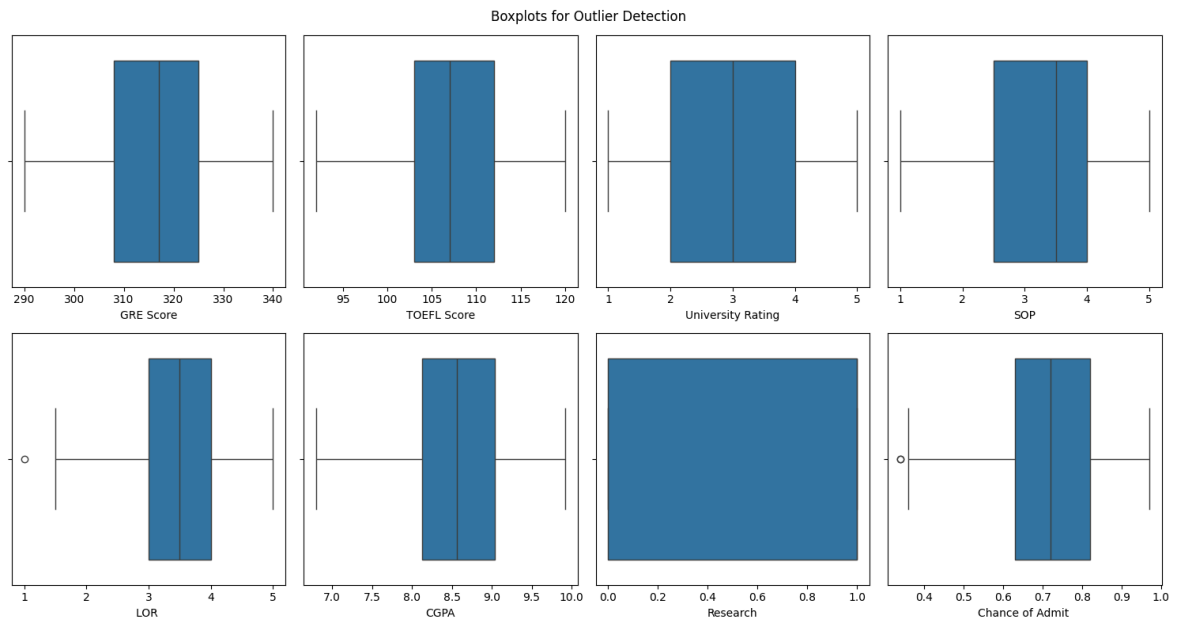 Boxplots for Outlier Detection
290 300 310 320 330 340
GRE Score
95 100 105 110 115 120
TOEFL Score
1 2 3 4 5
University Rating
1 2 3 4 5
SOP
1 2 3 4 5
LOR
7.0 7.5 8.0 8.5 9.0 9.5 10.0
CGPA
0.0 0.2 0.4 0.6 0.8 1.0
Research
0.4 0.5 0.6 0.7 0.8 0.9 1.0
Chance of Admit